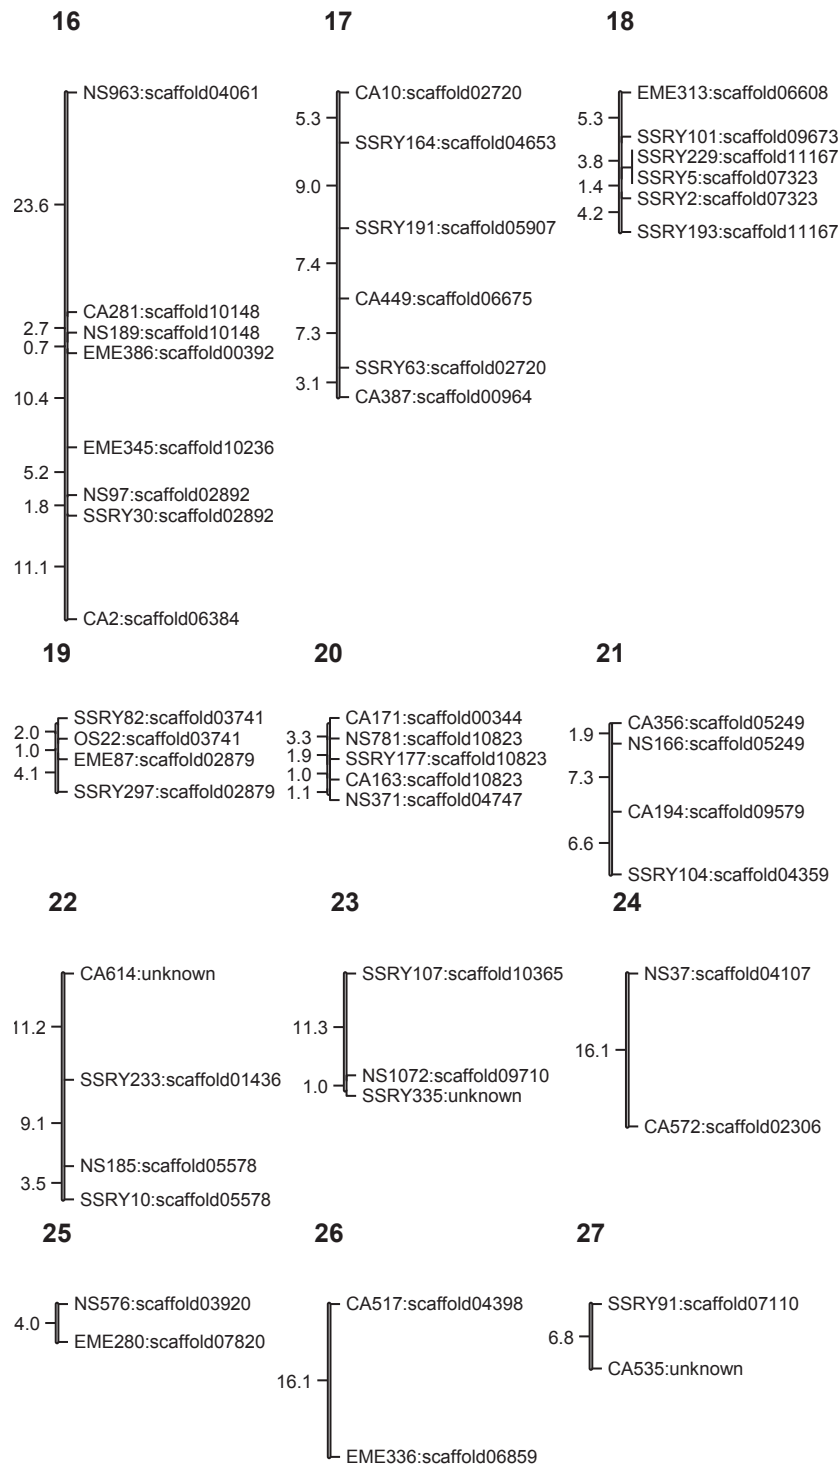 16
NS963:scaffold04061
23.6
CA281:scaffold10148
2.7
NS189:scaffold10148
0.7
EME386:scaffold00392
10.4
EME345:scaffold10236
5.2
NS97:scaffold02892
1.8
SSRY30:scaffold02892
11.1
CA2:scaffold06384
17
CA10:scaffold02720
5.3
SSRY164:scaffold04653
9.0
SSRY191:scaffold05907
7.4
CA449:scaffold06675
7.3
SSRY63:scaffold02720
3.1
CA387:scaffold00964
18
EME313:scaffold06608
5.3
SSRY101:scaffold09673
3.8
SSRY229:scaffold11167
SSRY5:scaffold07323
1.4
SSRY2:scaffold07323
4.2
SSRY193:scaffold11167
19
SSRY82:scaffold03741
2.0
OS22:scaffold03741
1.0
EME87:scaffold02879
4.1
SSRY297:scaffold02879
20
CA171:scaffold00344
3.3
NS781:scaffold10823
1.9
SSRY177:scaffold10823
1.0
CA163:scaffold10823
1.1
NS371:scaffold04747
21
CA356:scaffold05249
1.9
NS166:scaffold05249
7.3
CA194:scaffold09579
6.6
SSRY104:scaffold04359
22
CA614:unknown
11.2
SSRY233:scaffold01436
9.1
NS185:scaffold05578
3.5
SSRY10:scaffold05578
23
SSRY107:scaffold10365
11.3
NS1072:scaffold09710
1.0
SSRY335:unknown
24
NS37:scaffold04107
16.1
CA572:scaffold02306
25
NS576:scaffold03920
4.0
EME280:scaffold07820
26
CA517:scaffold04398
16.1
EME336:scaffold06859
27
SSRY91:scaffold07110
6.8
CA535:unknown